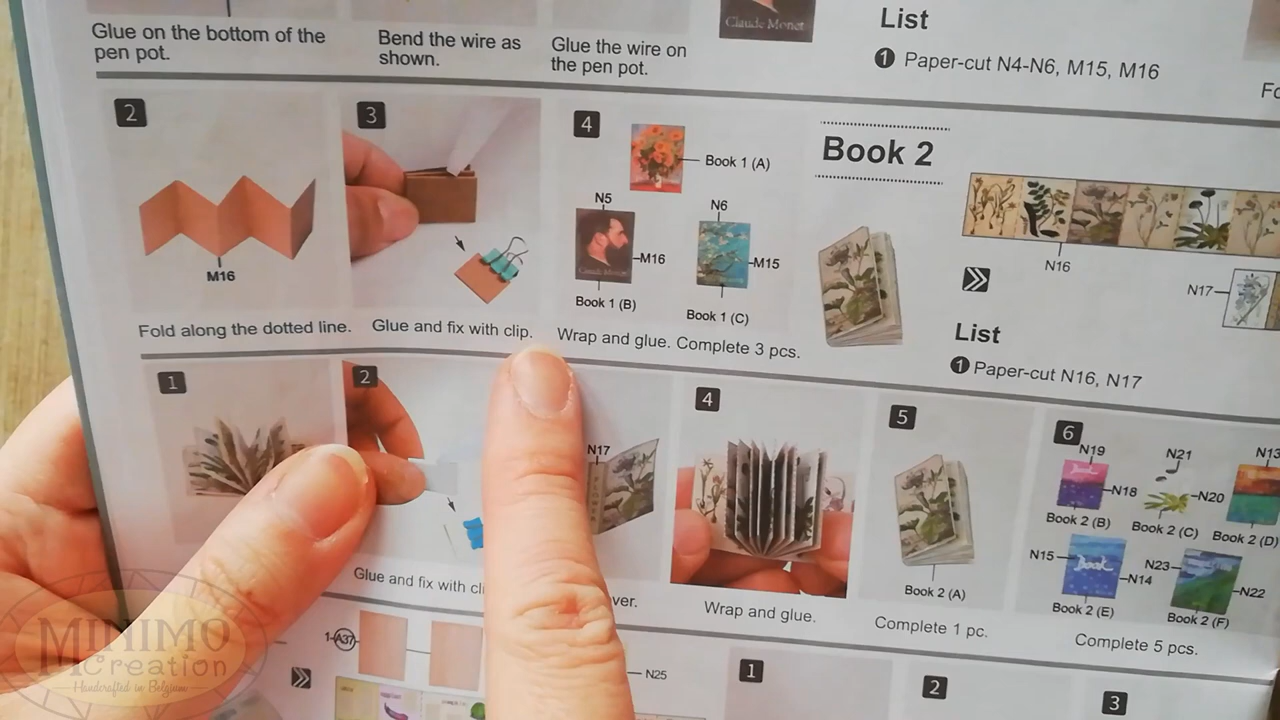 Glue on the bottom of the
pen pot.
Bend the wire as
shown.
Glue the wire on
the pen pot.
Claude Monet
List
1 Paper-cut N4-N6, M15, M16
2
M16
Fold along the dotted line.
3
Glue and fix with clip.
4
Book 1 (A)
N5
M16
Claude Monet
Book 1 (B)
N6
M15
Book 1 (C)
Wrap and glue. Complete 3 pcs.
Book 2
N16
N17
List
1 Paper-cut N16, N17
1
2
Glue and fix with cli
N17
ver.
4
Wrap and glue.
5
Book 2 (A)
Complete 1 pc.
6
N19
N18
Book 2 (B)
N21
N20
Book 2 (C)
N13
Book 2 (D)
N15
Book
N14
Book 2 (E)
N23
N22
Book 2 (F)
Complete 5 pcs.
1-A37
N25
1
2
3
MINIMO
Creation
Handcrafted in Belgium